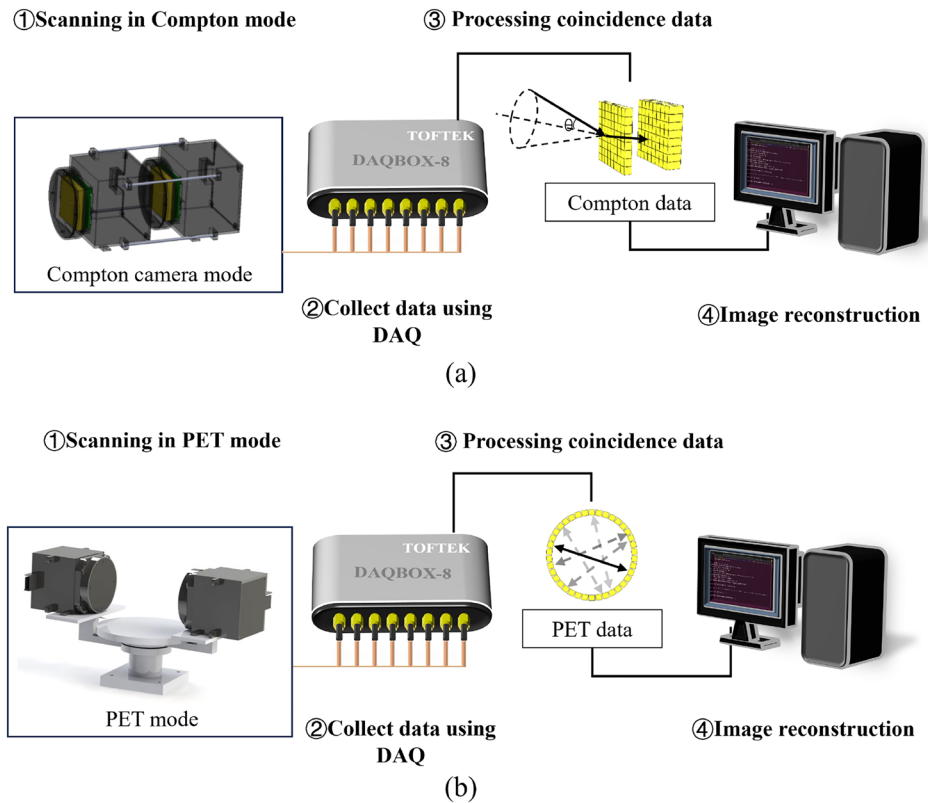 ①Scanning in Compton mode
③ Processing coincidence data
TOFTEK
DAQBOX-8
θ
Compton data
Compton camera mode
②Collect data using
DAQ
④Image reconstruction
(a)
①Scanning in PET mode
③ Processing coincidence data
TOFTEK
DAQBOX-8
PET data
PET mode
②Collect data using
DAQ
④Image reconstruction
(b)